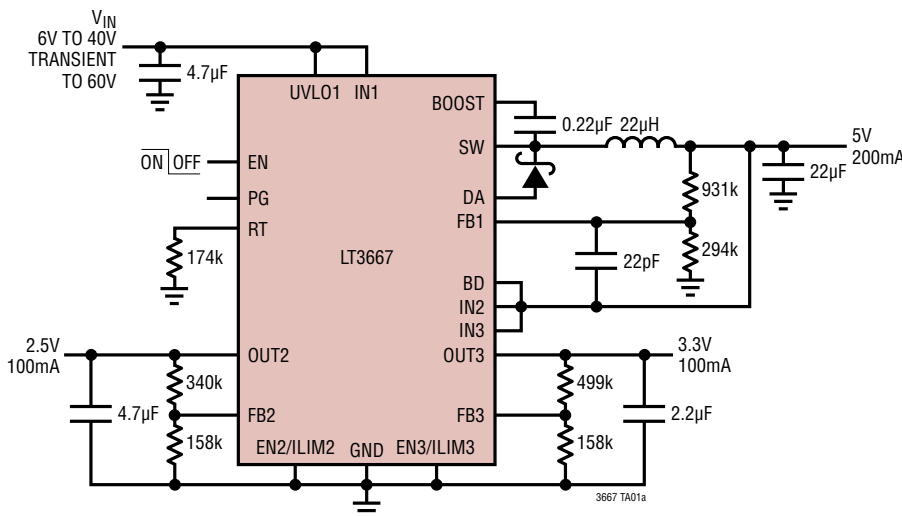 VIN
6V TO 40V
TRANSIENT
TO 60V
4.7µF
UVLO1 IN1
BOOST
0.22µF 22µH
SW
5V
200mA
22µF
ON OFF
EN
931k
DA
PG
FB1
RT
174k
LT3667
294k
22pF
BD
IN2
IN3
2.5V
100mA
OUT2
OUT3
3.3V
100mA
340k
499k
4.7µF
FB2
FB3
2.2µF
158k
158k
EN2/ILIM2 GND EN3/ILIM3
3667 TA01a